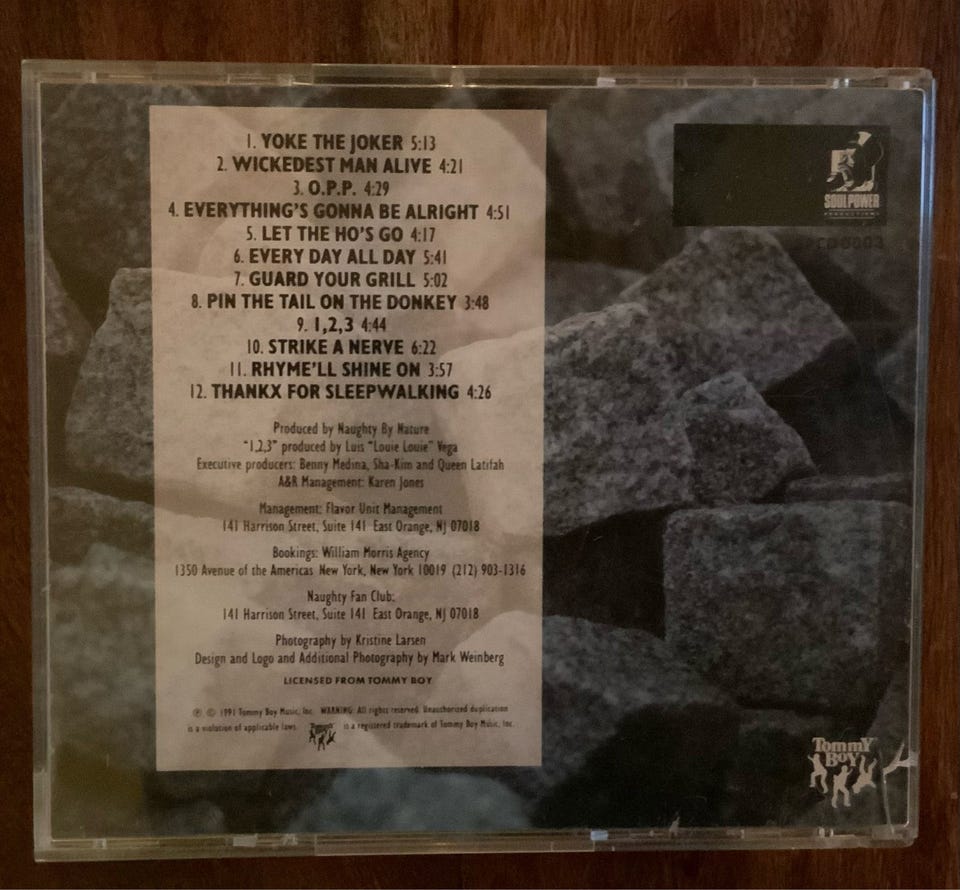 1. YOKE THE JOKER 5:13
2. WICKEDEST MAN ALIVE 4:21
3. O.P.P. 4:29
4. EVERYTHING'S GONNA BE ALRIGHT 4:51
5. LET THE HO'S GO 4:17
6. EVERY DAY ALL DAY 5:41
7. GUARD YOUR GRILL 5:02
8. PIN THE TAIL ON THE DONKEY 3:48
9. 1,2,3 4:44
10. STRIKE A NERVE 6:22
11. RHYME'LL SHINE ON 3:57
12. THANKX FOR SLEEPWALKING 4:26
Produced by Naughty By Nature
"1,2,3" produced by Luis "Louie Louie" Vega
Executive producers: Benny Medina, Sha-Kim and Queen Latifah
A&R Management: Karen Jones
Management: Flavor Unit Management
141 Harrison Street, Suite 141 East Orange, NJ 07018
Bookings: William Morris Agency
1350 Avenue of the Americas New York, New York 10019 (212) 903-1316
Naughty Fan Club:
141 Harrison Street, Suite 141 East Orange, NJ 07018
Photography by Kristine Larsen
Design and Logo and Additional Photography by Mark Weinberg
LICENSED FROM TOMMY BOY
℗ © 1991 Tommy Boy Music, Inc. WARNING: All rights reserved. Unauthorized duplication
is a violation of applicable laws. Tommy Boy is a registered trademark of Tommy Boy Music, Inc.
SOUL POWER
PRODUCTIONS
Tommy
Boy